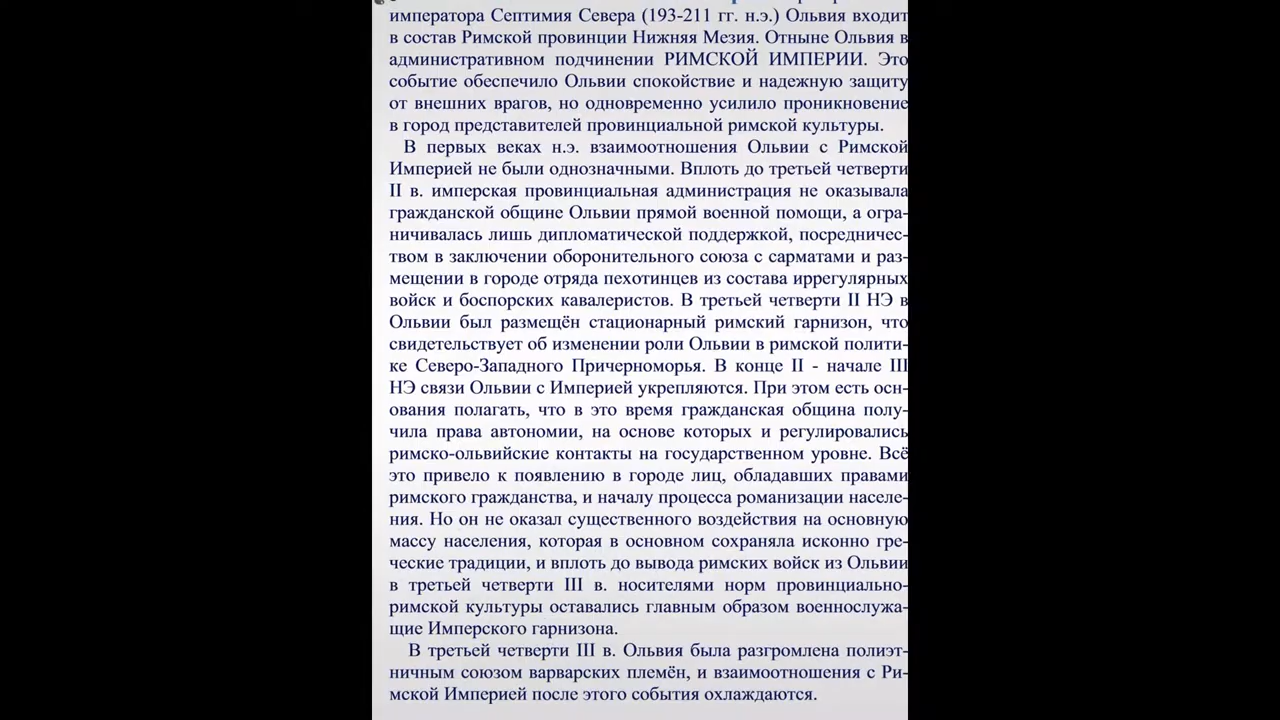 императора Септимия Севера (193-211 гг. н.э.) Ольвия входит
в состав Римской провинции Нижняя Мезия. Отныне Ольвия в
административном подчинении РИМСКОЙ ИМПЕРИИ. Это
событие обеспечило Ольвии спокойствие и надежную защиту
от внешних врагов, но одновременно усилило проникновение
в город представителей провинциальной римской культуры.
В первых веках н.э. взаимоотношения Ольвии с Римской
Империей не были однозначными. Вплоть до третьей четверти
II в. имперская провинциальная администрация не оказывала
гражданской общине Ольвии прямой военной помощи, а огра-
ничивалась лишь дипломатической поддержкой, посредничес-
твом в заключении оборонительного союза с сарматами и раз-
мещении в городе отряда пехотинцев из состава иррегулярных
войск и боспорских кавалеристов. В третьей четверти II НЭ в
Ольвии был размещён стационарный римский гарнизон, что
свидетельствует об изменении роли Ольвии в римской полити-
ке Северо-Западного Причерноморья. В конце II - начале III
НЭ связи Ольвии с Империей укрепляются. При этом есть осн-
ования полагать, что в это время гражданская община полу-
чила права автономии, на основе которых и регулировались
римско-ольвийские контакты на государственном уровне. Всё
это привело к появлению в городе лиц, обладавших правами
римского гражданства, и началу процесса романизации населе-
ния. Но он не оказал существенного воздействия на основную
массу населения, которая в основном сохраняла исконно гре-
ческие традиции, и вплоть до вывода римских войск из Ольвии
в третьей четверти III в. носителями норм провинциально-
римской культуры оставались главным образом военнослужа-
щие Имперского гарнизона.
В третьей четверти III в. Ольвия была разгромлена полиэт-
ничным союзом варварских племён, и взаимоотношения с Ри-
мской Империей после этого события охлаждаются.